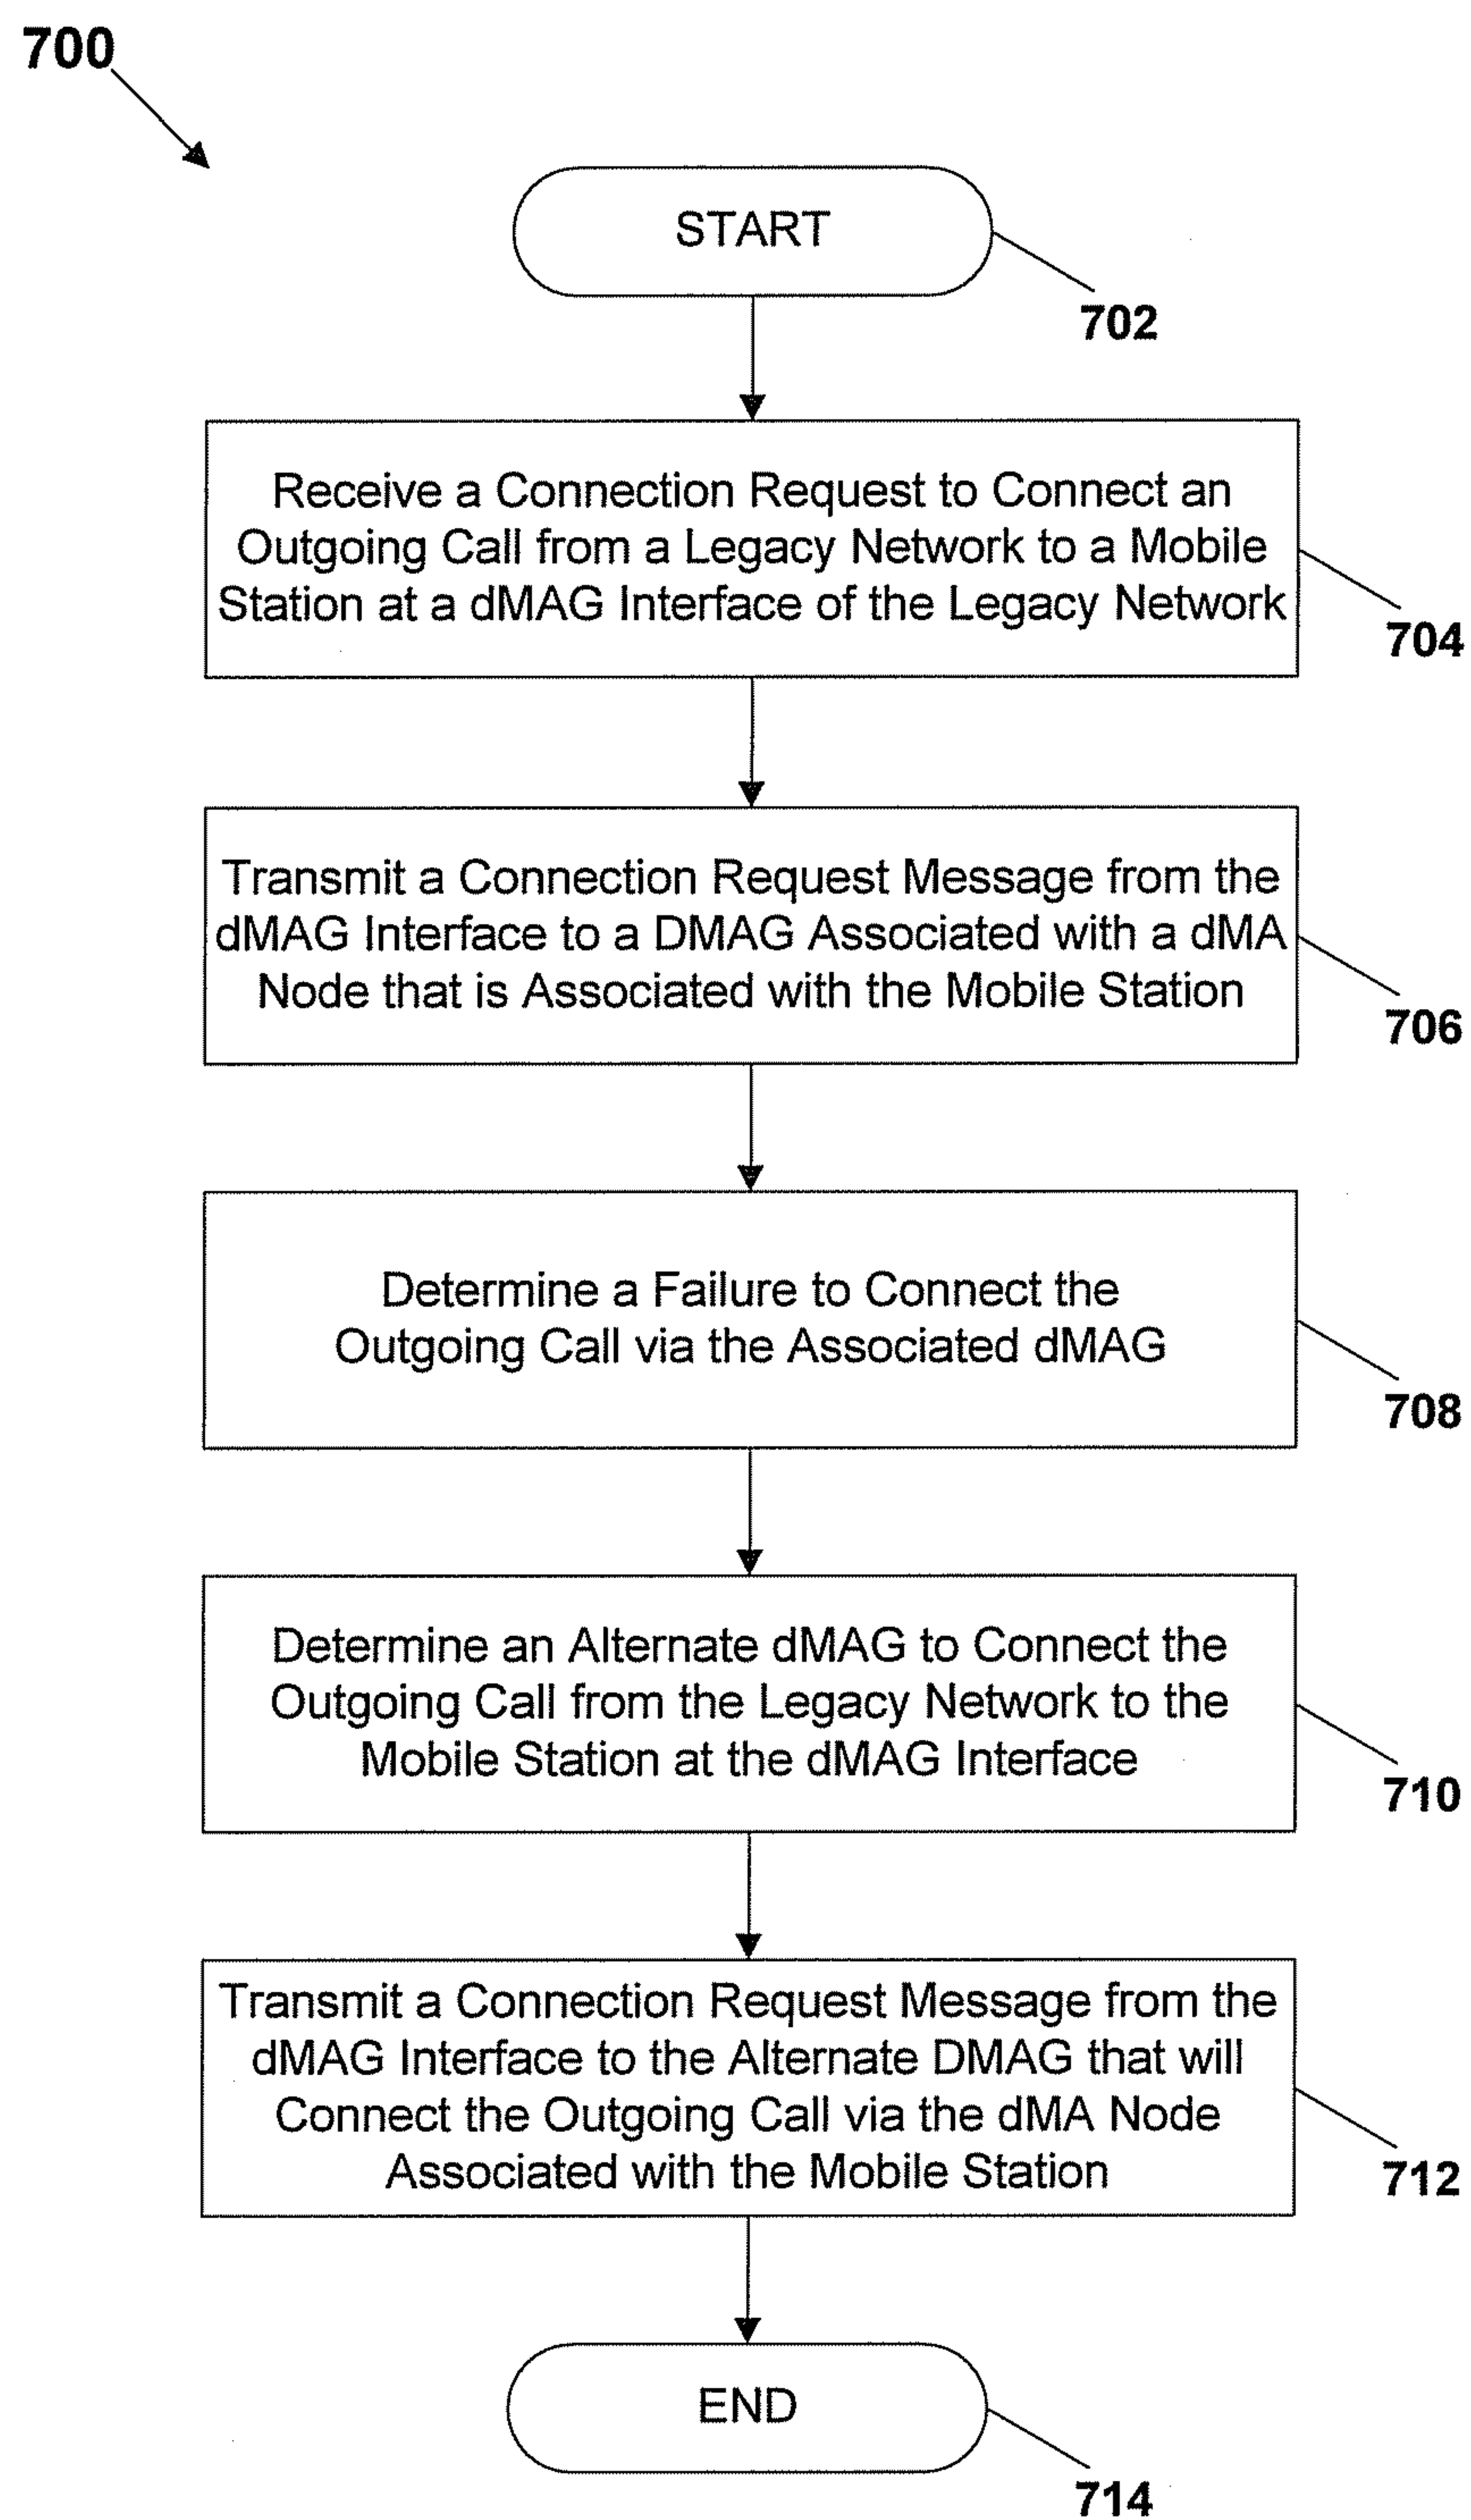 700
START
702
Receive a Connection Request to Connect an
Outgoing Call from a Legacy Network to a Mobile
Station at a dMAG Interface of the Legacy Network
704
Transmit a Connection Request Message from the
dMAG Interface to a DMAG Associated with a dMA
Node that is Associated with the Mobile Station
706
Determine a Failure to Connect the
Outgoing Call via the Associated dMAG
708
Determine an Alternate dMAG to Connect the
Outgoing Call from the Legacy Network to the
Mobile Station at the dMAG Interface
710
Transmit a Connection Request Message from the
dMAG Interface to the Alternate DMAG that will
Connect the Outgoing Call via the dMA Node
Associated with the Mobile Station
712
END
714